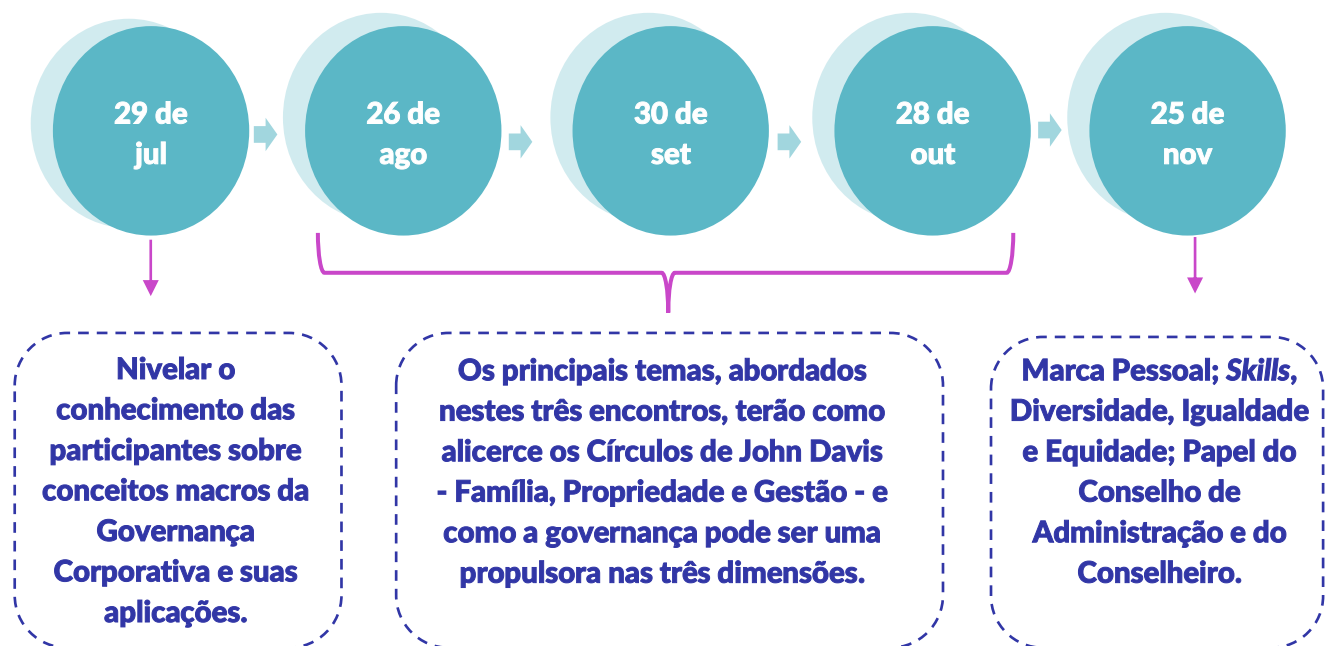 29 de
jul
26 de
ago
30 de
set
28 de
out
25 de
nov
Nivelar o
conhecimento das
participantes sobre
conceitos macros da
Governança
Corporativa e suas
aplicações.
Os principais temas, abordados
nestes três encontros, terão como
alicerce os Círculos de John Davis
- Família, Propriedade e Gestão - e
como a governança pode ser uma
propulsora nas três dimensões.
Marca Pessoal; Skills,
Diversidade, Igualdade
e Equidade; Papel do
Conselho de
Administração e do
Conselheiro.